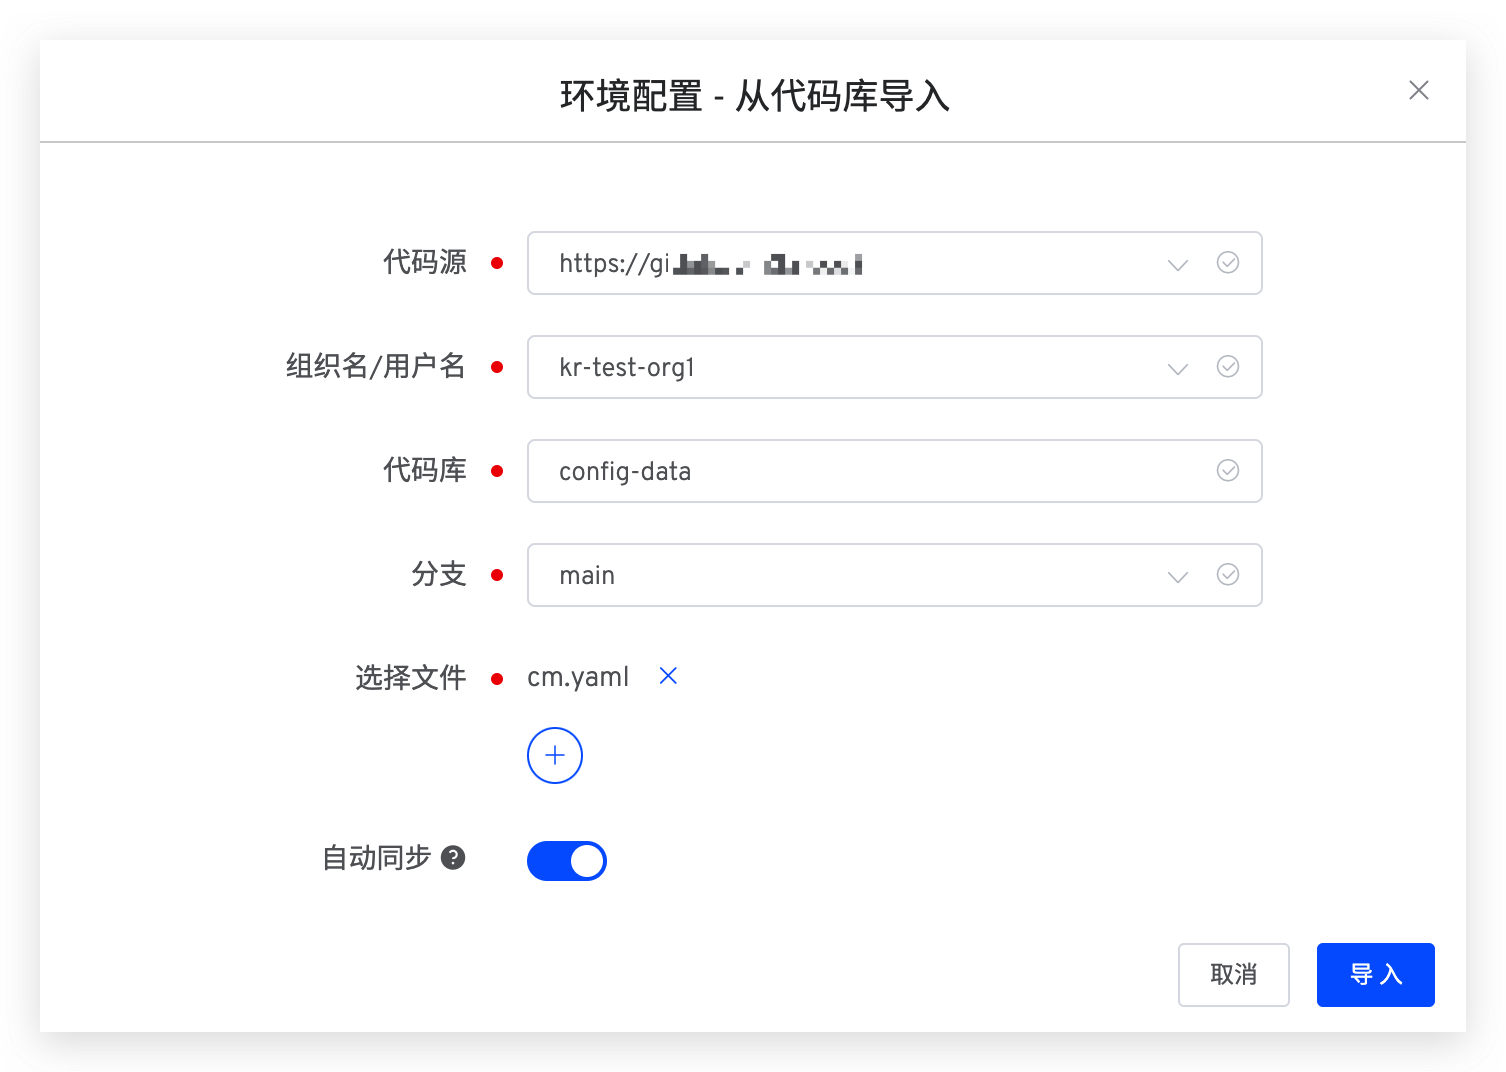 环境配置 - 从代码库导入
代码源 https://gi
组织名/用户名 kr-test-org1
代码库 config-data
分支 main
选择文件 cm.yaml
自动同步
取消 导入